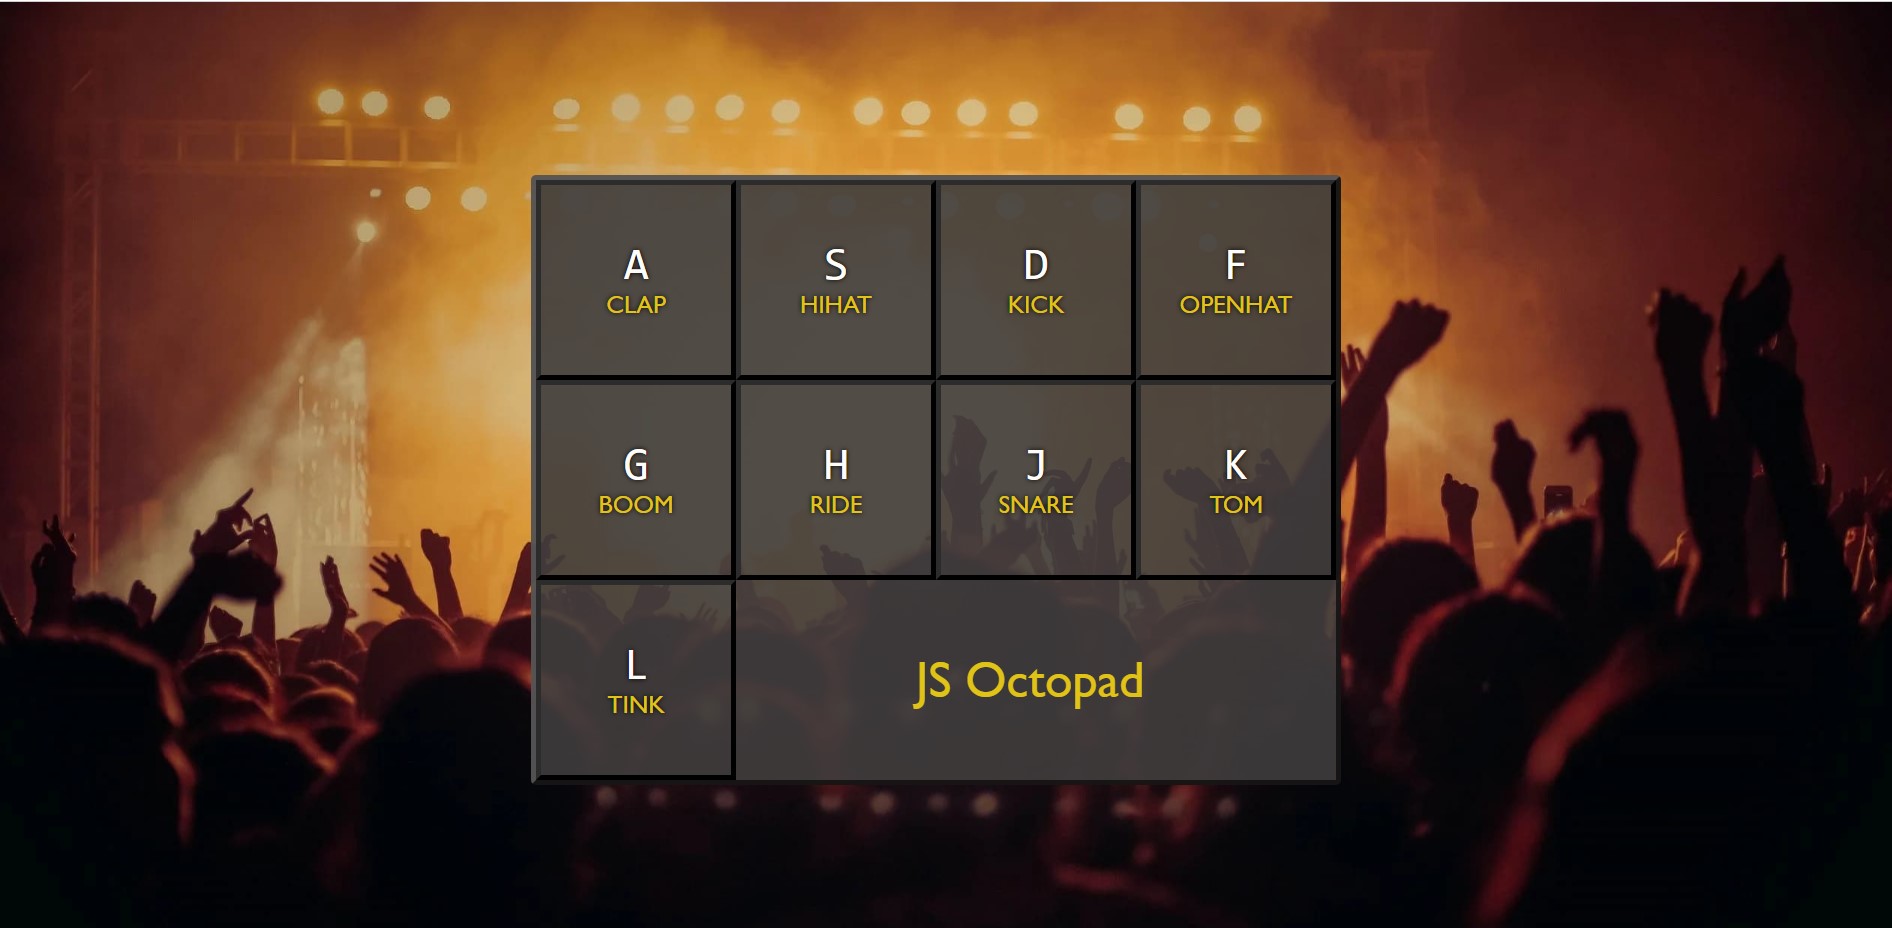 A
CLAP
S
HIHAT
D
KICK
F
OPENHAT
G
BOOM
H
RIDE
J
SNARE
K
TOM
L
TINK
JS Octopad